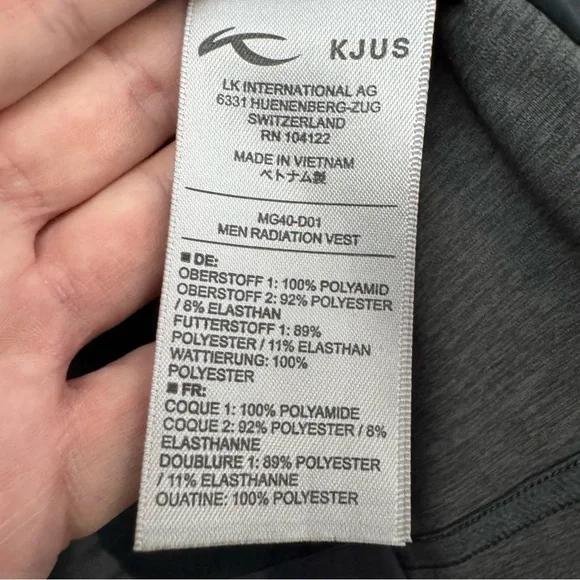 KJUS
LK INTERNATIONAL AG
6331 HUENENBERG-ZUG
SWITZERLAND
RN 104122
MADE IN VIETNAM
ベトナム製
MG40-D01
MEN RADIATION VEST
■ DE:
OBERSTOFF 1: 100% POLYAMID
OBERSTOFF 2: 92% POLYESTER
/ 8% ELASTHAN
FUTTERSTOFF 1: 89%
POLYESTER / 11% ELASTHAN
WATTIERUNG: 100%
POLYESTER
■ FR:
COQUE 1: 100% POLYAMIDE
COQUE 2: 92% POLYESTER / 8%
ELASTHANNE
DOUBLURE 1: 89% POLYESTER
/ 11% ELASTHANNE
OUATINE: 100% POLYESTER